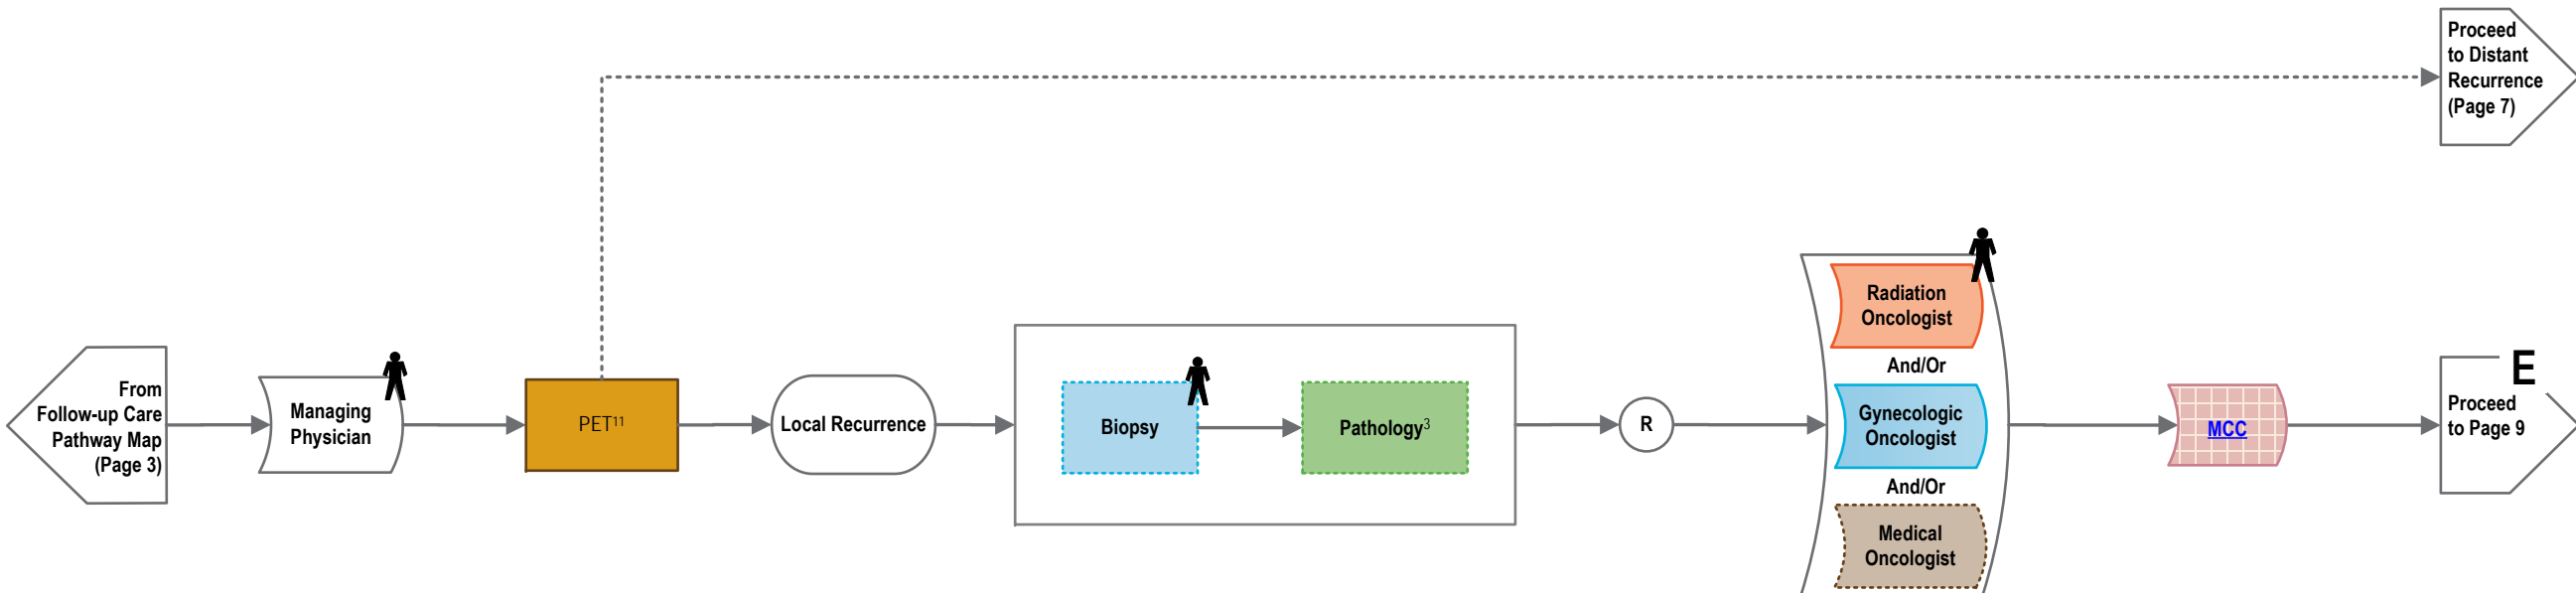 Proceed
to Distant
Recurrence
(Page 7)
From
Follow-up Care
Pathway Map
(Page 3)
Managing
Physician
PET11
Local Recurrence
Biopsy
Pathology3
R
Radiation
Oncologist
And/Or
Gynecologic
Oncologist
And/Or
Medical
Oncologist
MCC
E
Proceed
to Page 9